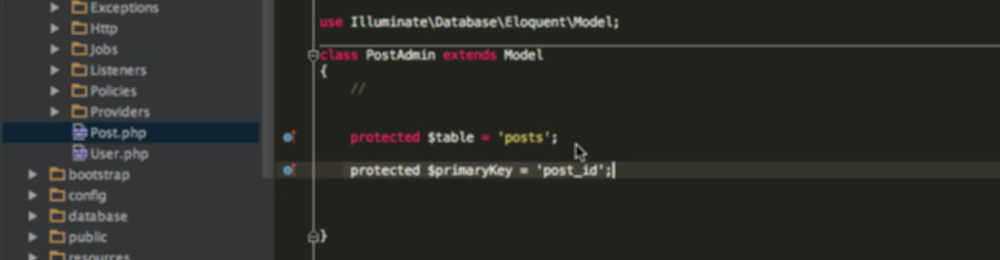 Exceptions
Http
Jobs
Listeners
Policies
Providers
Post.php
User.php
bootstrap
config
database
public
resources
use Illuminate\Database\Eloquent\Model;
class PostAdmin extends Model
{
//
protected $table = 'posts';
protected $primaryKey = 'post_id';
}